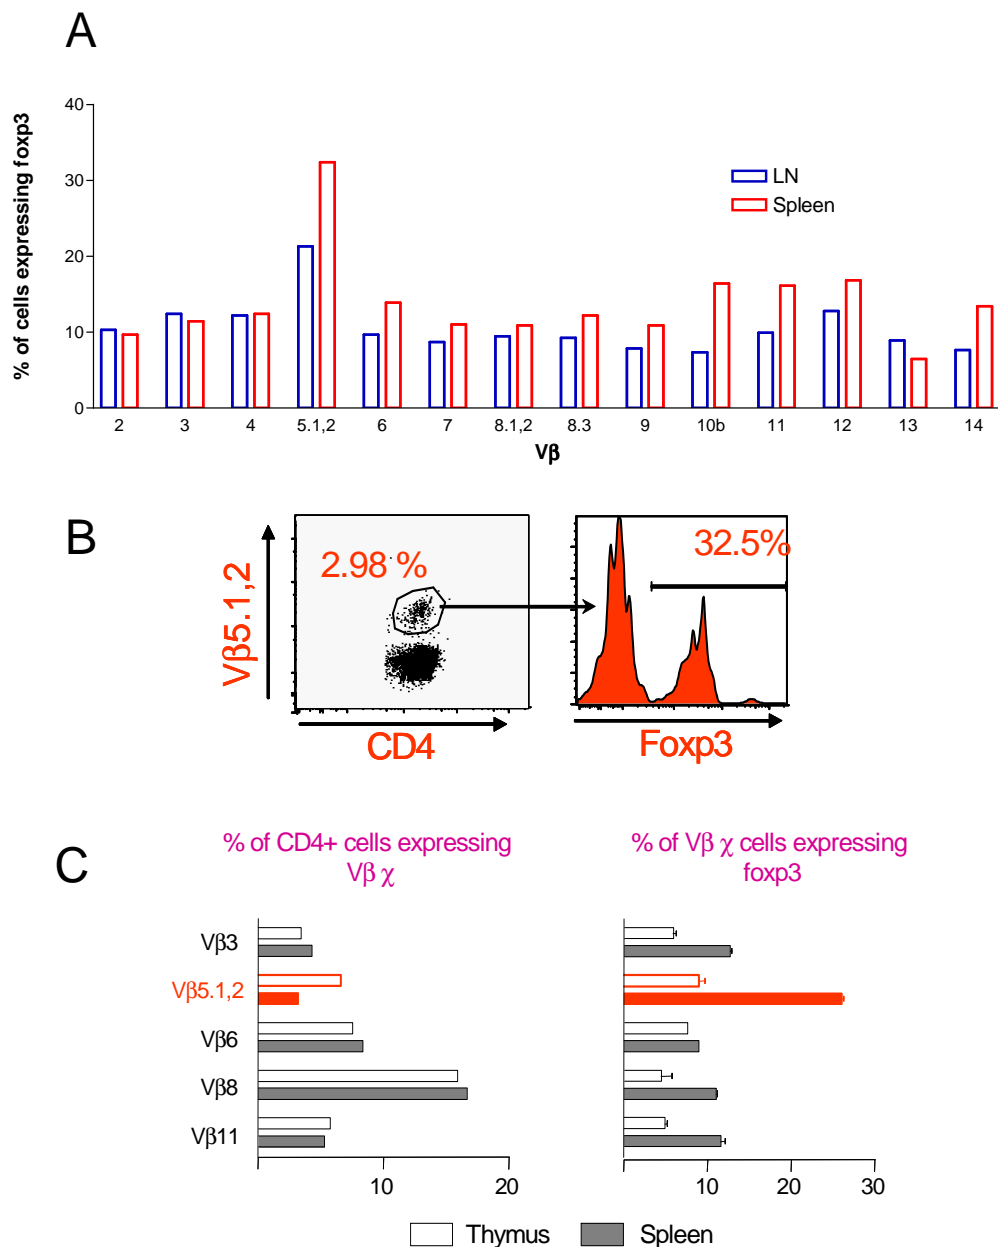 A
% of cells expressing foxp3
40
30
20
10
0
LN
Spleen
2 3 4 5.1,2 6 7 8.1,2 8.3 9 10b 11 12 13 14
Vβ
B
Vβ5.1,2
2.98 %
32.5%
CD4
Foxp3
C
% of CD4+ cells expressing
Vβ χ
% of Vβ χ cells expressing
foxp3
Vβ3
Vβ5.1,2
Vβ6
Vβ8
Vβ11
10 20
10 20 30
Thymus
Spleen